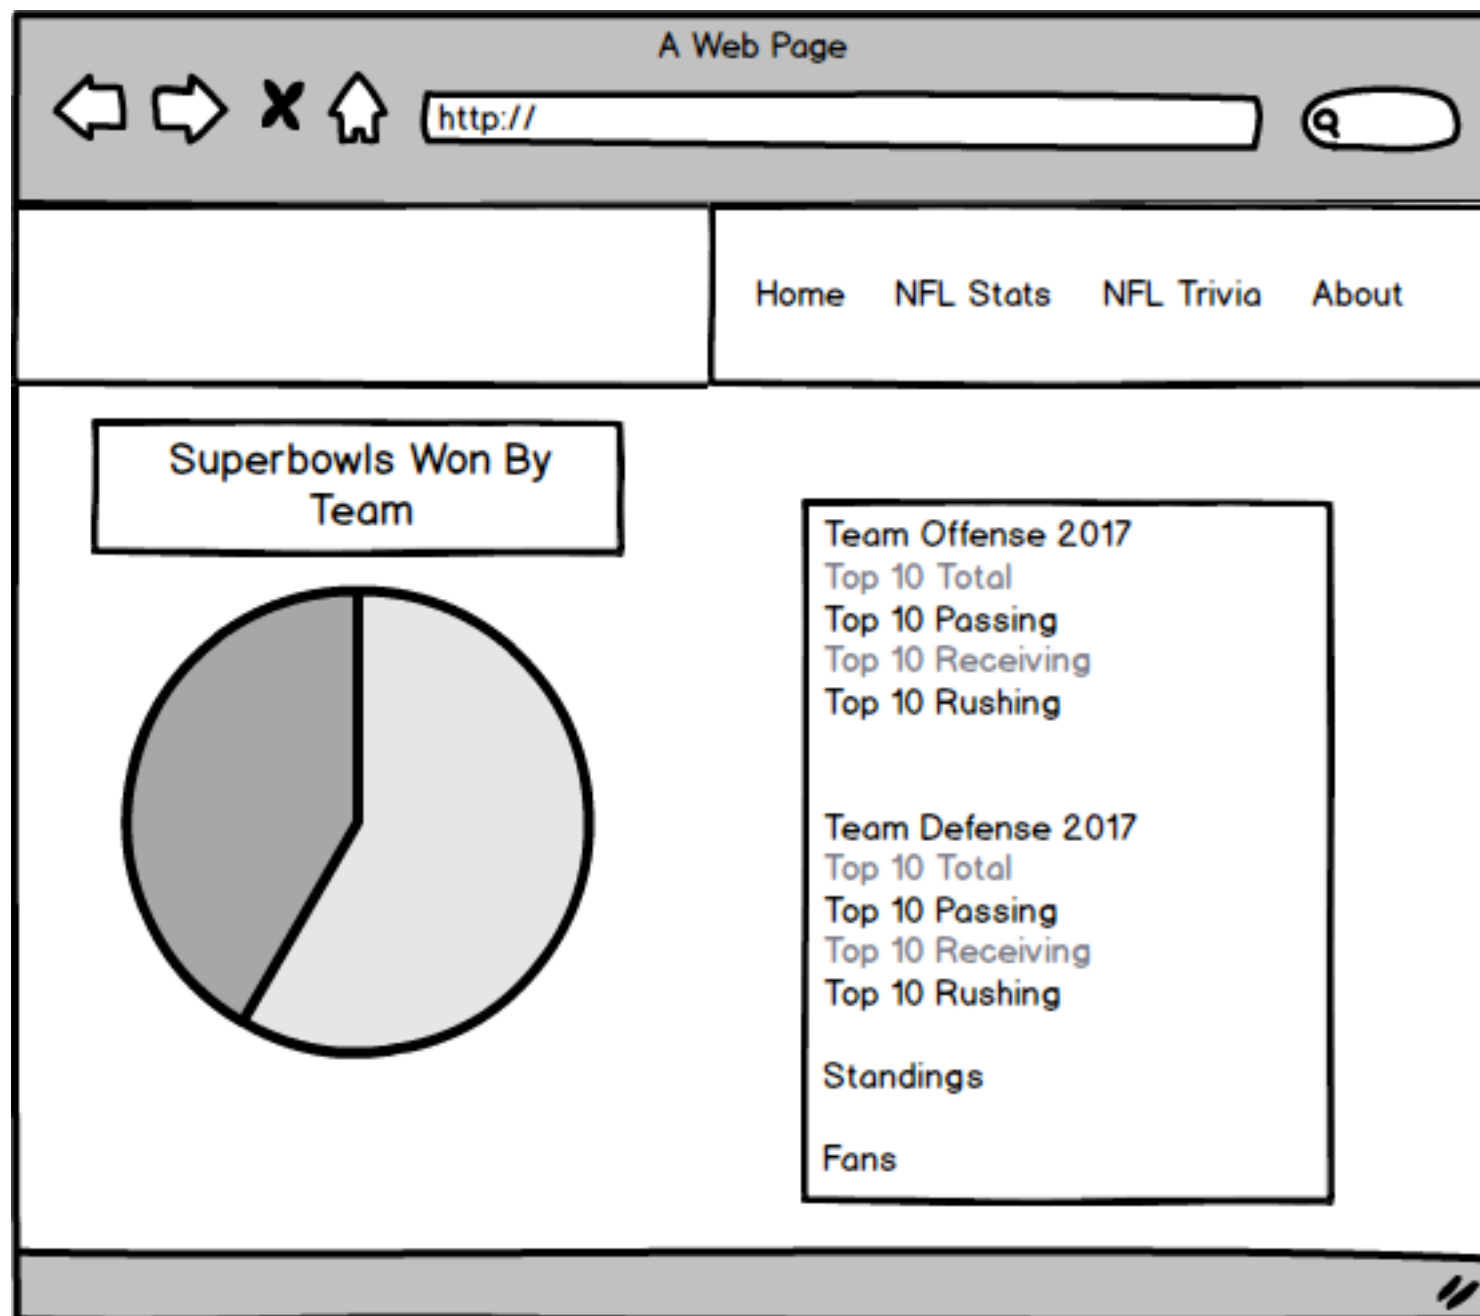 A Web Page
http://
Home NFL Stats NFL Trivia About
Superbowls Won By
Team
Team Offense 2017
Top 10 Total
Top 10 Passing
Top 10 Receiving
Top 10 Rushing
Team Defense 2017
Top 10 Total
Top 10 Passing
Top 10 Receiving
Top 10 Rushing
Standings
Fans